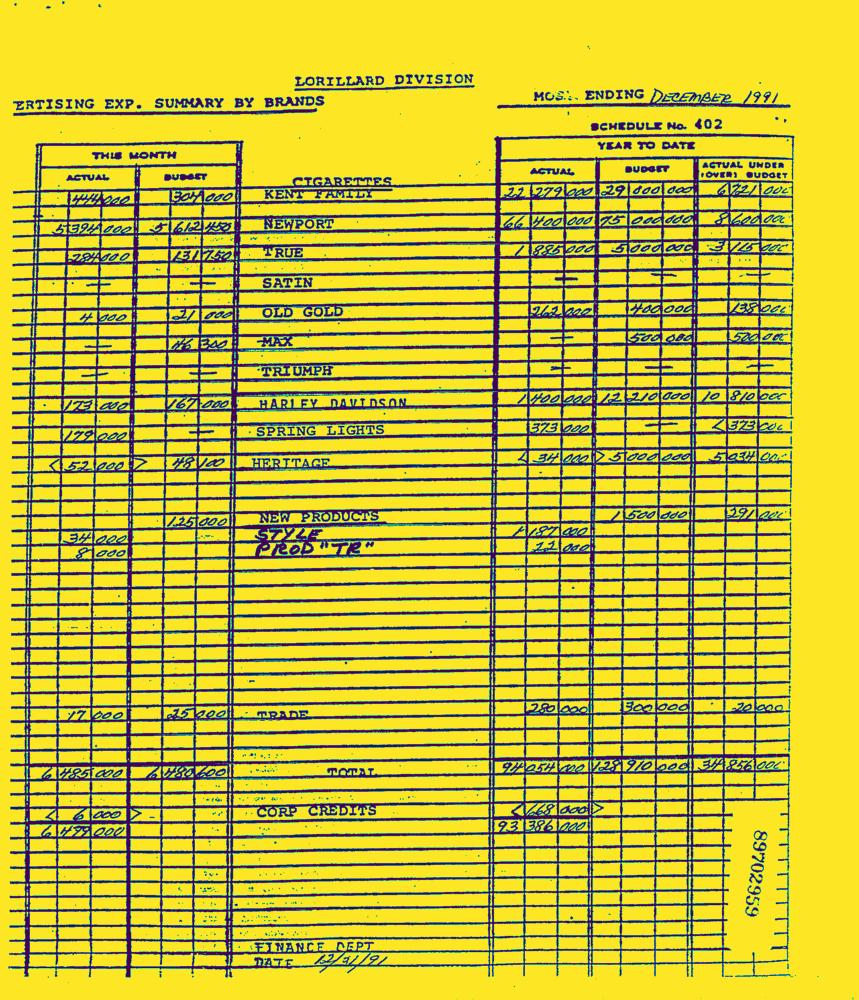 LORILLARD DIVISION
ERTISING EXP. SUMMARY BY BRANDS
MOS. ENDING DECEMBER 1991
SCHEDULE No. 402
THIS MONTH YEAR TO DATE
ACTUAL BUDGET CIGARETTES ACTUAL BUDGET ACTUAL UNDER (OVER) BUDGET
444 000 304 000 KENT FAMILY 22 279 000 29 000 000 6 721 000
5 394 000 5 612 450 NEWPORT 66 400 000 75 000 000 8 600 000
284 000 131 750 TRUE 1 885 000 5 000 000 3 115 000
— — SATIN — — —
4 000 21 000 OLD GOLD 262 000 400 000 138 000
— 46 300 MAX — 500 000 500 000
— — TRIUMPH — — —
173 000 167 000 HARLEY DAVIDSON 1 400 000 12 210 000 10 810 000
179 000 — SPRING LIGHTS 373 000 — <373 000
<52 000> 48 100 HERITAGE <34 000> 5 000 000 5 034 000
125 000 NEW PRODUCTS 1 500 000 291 000
34 000 STYLE 1 187 000
8 000 PROD "TR" 22 000
17 000 25 000 TRADE 280 000 300 000 20 000
6 485 000 6 480 600 TOTAL 94 054 000 128 910 000 34 856 000
<6 000> - CORP CREDITS <668 000>
6 479 000 93 386 000
89702959
FINANCE DEPT
DATE 12/31/91